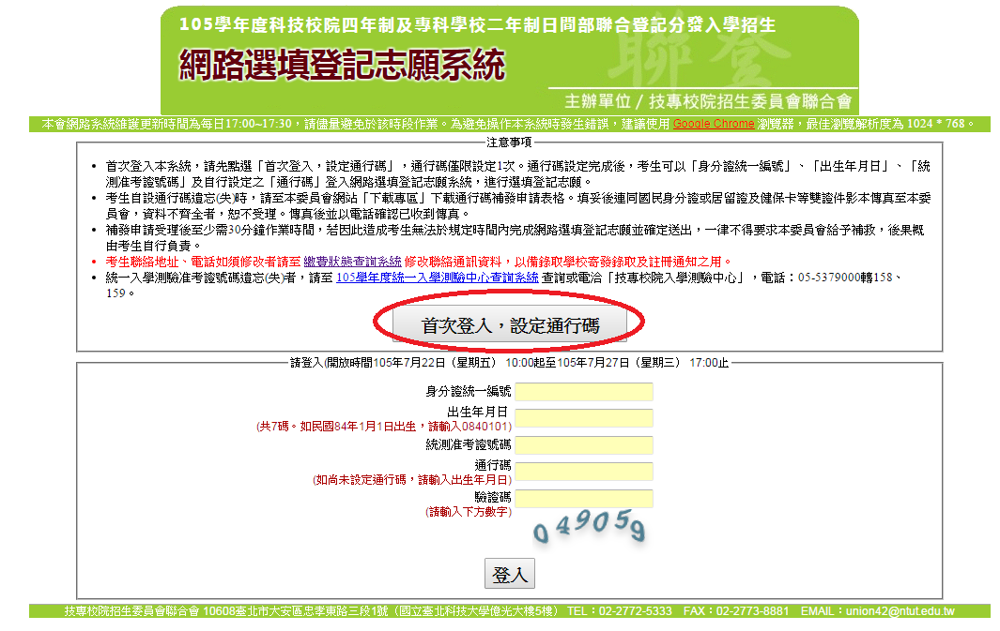 105學年度科技校院四年制及專科學校二年制日間部聯合登記分發入學招生
聯登
網路選填登記志願系統
主辦單位 / 技專校院招生委員會聯合會
本會網路系統維護更新時間為每日17:00~17:30，請儘量避免於該時段作業。為避免操作本系統時發生錯誤，建議使用 Google Chrome 瀏覽器，最佳瀏覽解析度為 1024 * 768。
注意事項
• 首次登入本系統，請先點選「首次登入，設定通行碼」，通行碼僅限設定1次。通行碼設定完成後，考生可以「身分證統一編號」、「出生年月日」、「統
測准考證號碼」及自行設定之「通行碼」登入網路選填登記志願系統，進行選填登記志願。
• 考生自設通行碼遺忘(失)時，請至本委員會網站「下載專區」下載通行碼補發申請表格。填妥後連同國民身分證或居留證及健保卡等雙證件影本傳真至本委
員會，資料不齊全者，恕不受理。傳真後並以電話確認已收到傳真。
• 補發申請受理後至少需30分鐘作業時間，若因此造成考生無法於規定時間內完成網路選填登記志願並確定送出，一律不得要求本委員會給予補救，後果概
由考生自行負責。
• 考生聯絡地址、電話如須修改者請至 繳費狀態查詢系統 修改聯絡通訊資料，以備錄取學校寄發錄取及註冊通知之用。
• 統一入學測驗准考證號碼遺忘(失)者，請至 105學年度統一入學測驗中心查詢系統 查詢或電洽「技專校院入學測驗中心」，電話：05-5379000轉158、
159。
首次登入，設定通行碼
請登入(開放時間105年7月22日（星期五） 10:00起至105年7月27日（星期三） 17:00止
身分證統一編號
出生年月日
(共7碼。如民國84年1月1日出生，請輸入0840101)
統測准考證號碼
通行碼
(如尚未設定通行碼，請輸入出生年月日)
驗證碼
(請輸入下方數字)
049059
登入
技專校院招生委員會聯合會 10608臺北市大安區忠孝東路三段1號（國立臺北科技大學億光大樓5樓） TEL：02-2772-5333 FAX：02-2773-8881 EMAIL：union42@ntut.edu.tw